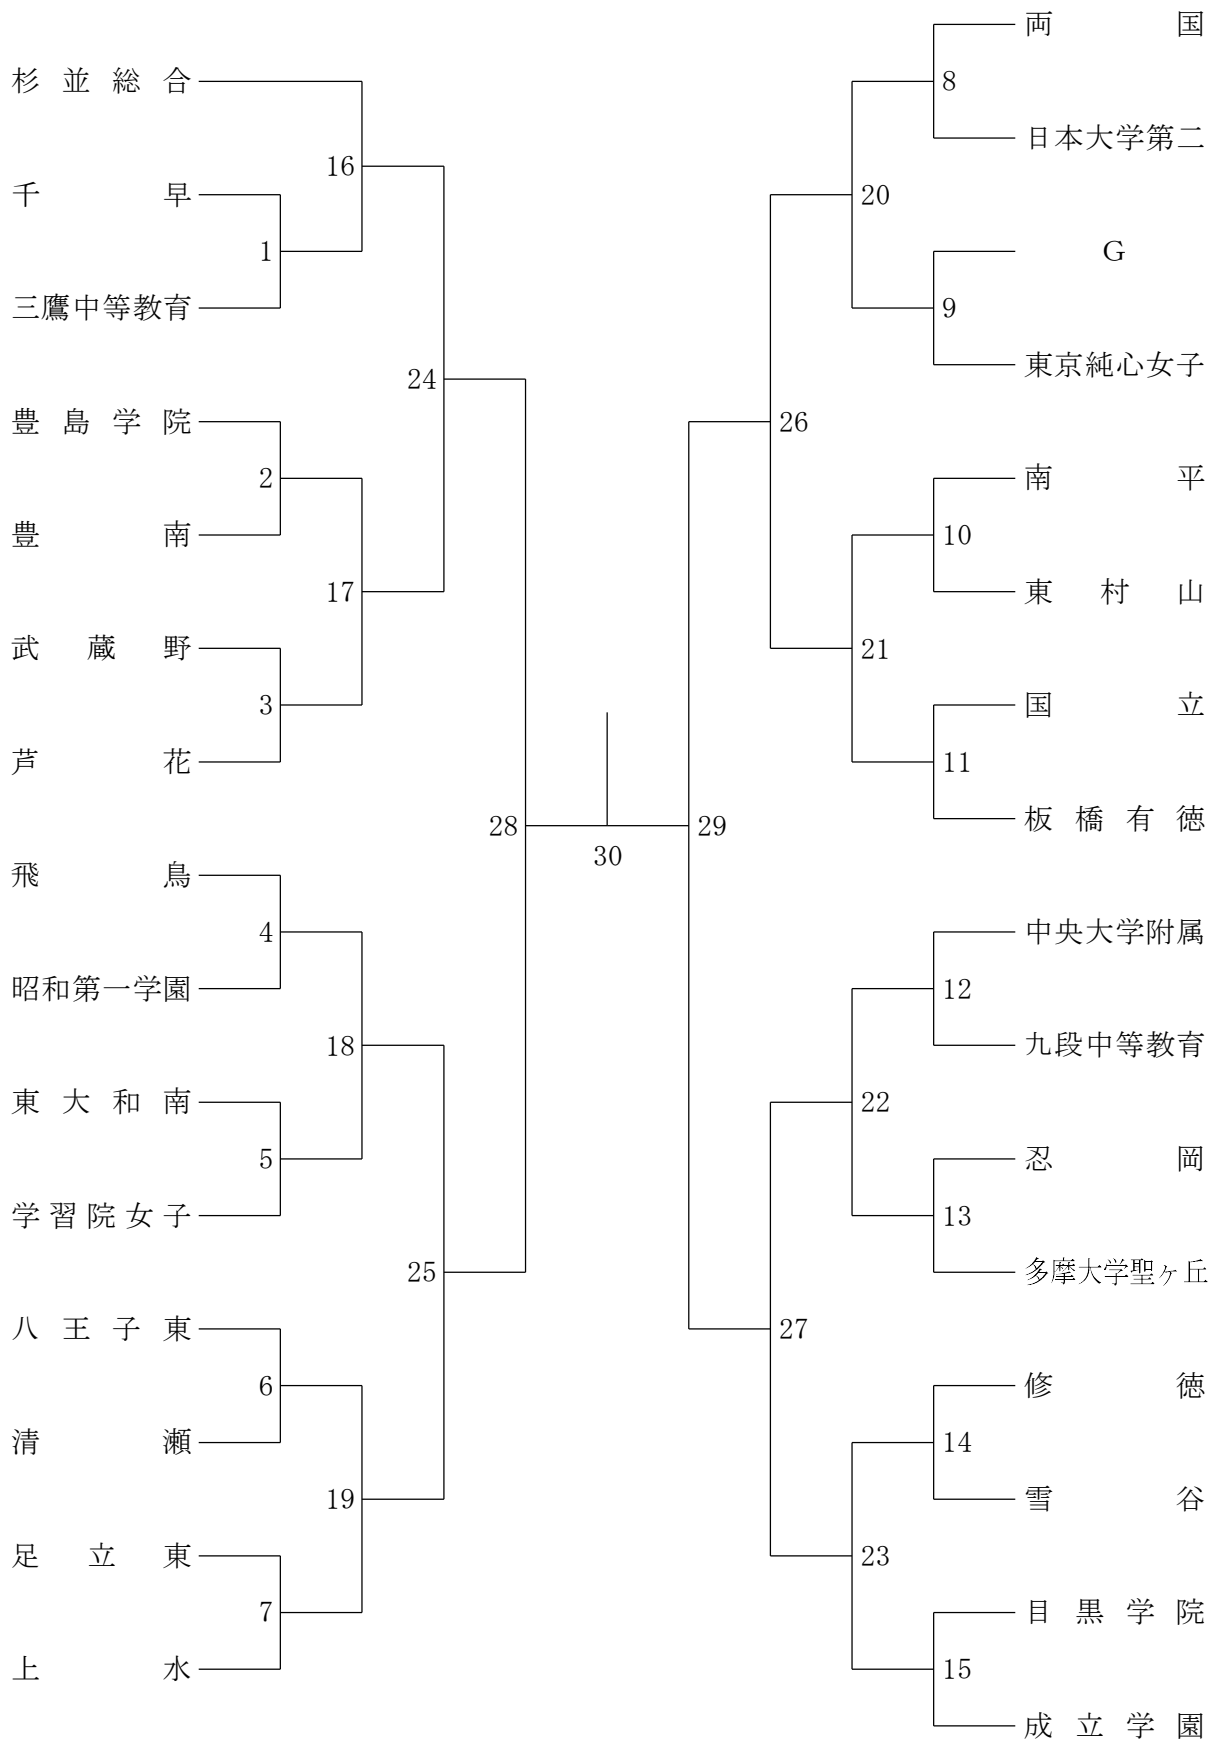 杉並総合
16
千早
1
三鷹中等教育
24
豊島学院
2
豊南
17
武蔵野
3
芦花
28
飛鳥
4
昭和第一学園
18
東大和南
5
学習院女子
25
八王子東
6
清瀬
19
足立東
7
上水
30
両国
8
日本大学第二
20
G
9
東京純心女子
26
南平
10
東村山
21
国立
11
板橋有徳
29
中央大学附属
12
九段中等教育
22
忍岡
13
多摩大学聖ヶ丘
27
修徳
14
雪谷
23
目黒学院
15
成立学園